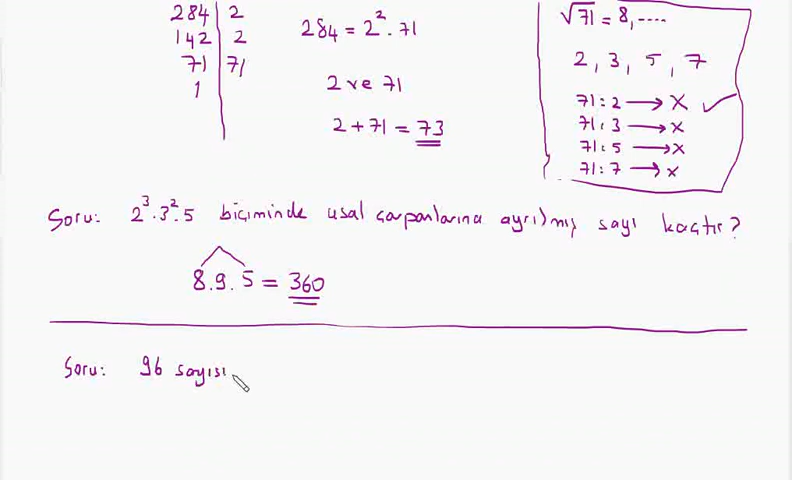 284 | 2
142 | 2
71 | 71
1
284 = 2². 71
2 ve 71
2 + 71 = 73
√71 = 8, ....
2, 3, 5, 7
71 : 2 → X ✓
71 : 3 → X
71 : 5 → X
71 : 7 → X
Soru: 2³.3².5 biçiminde asal çarpanlarına ayrılmış sayı kaçtır?
8.9.5 = 360
Soru: 96 sayısı